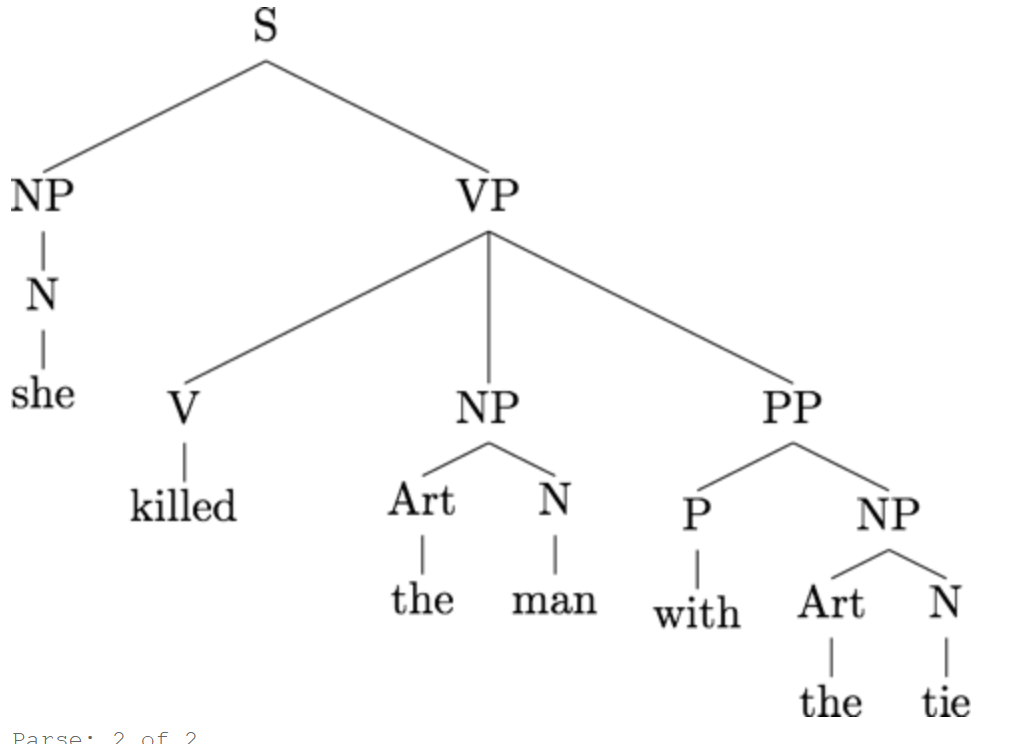 S
NP VP
N
she V NP PP
killed Art N P NP
the man with Art N
the tie
Parse: 2 of 2